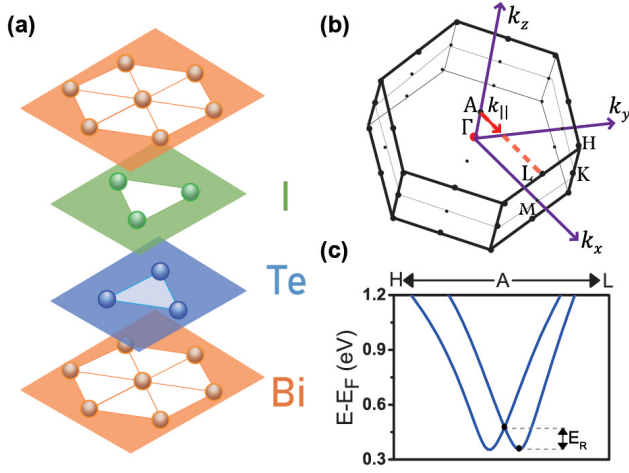 (a)
I
Te
Bi
(b)
k_z
A
k_||
Γ
k_y
H
L
K
M
k_x
(c)
H
A
L
1.2
0.9
0.6
0.3
E-E_F (eV)
E_R